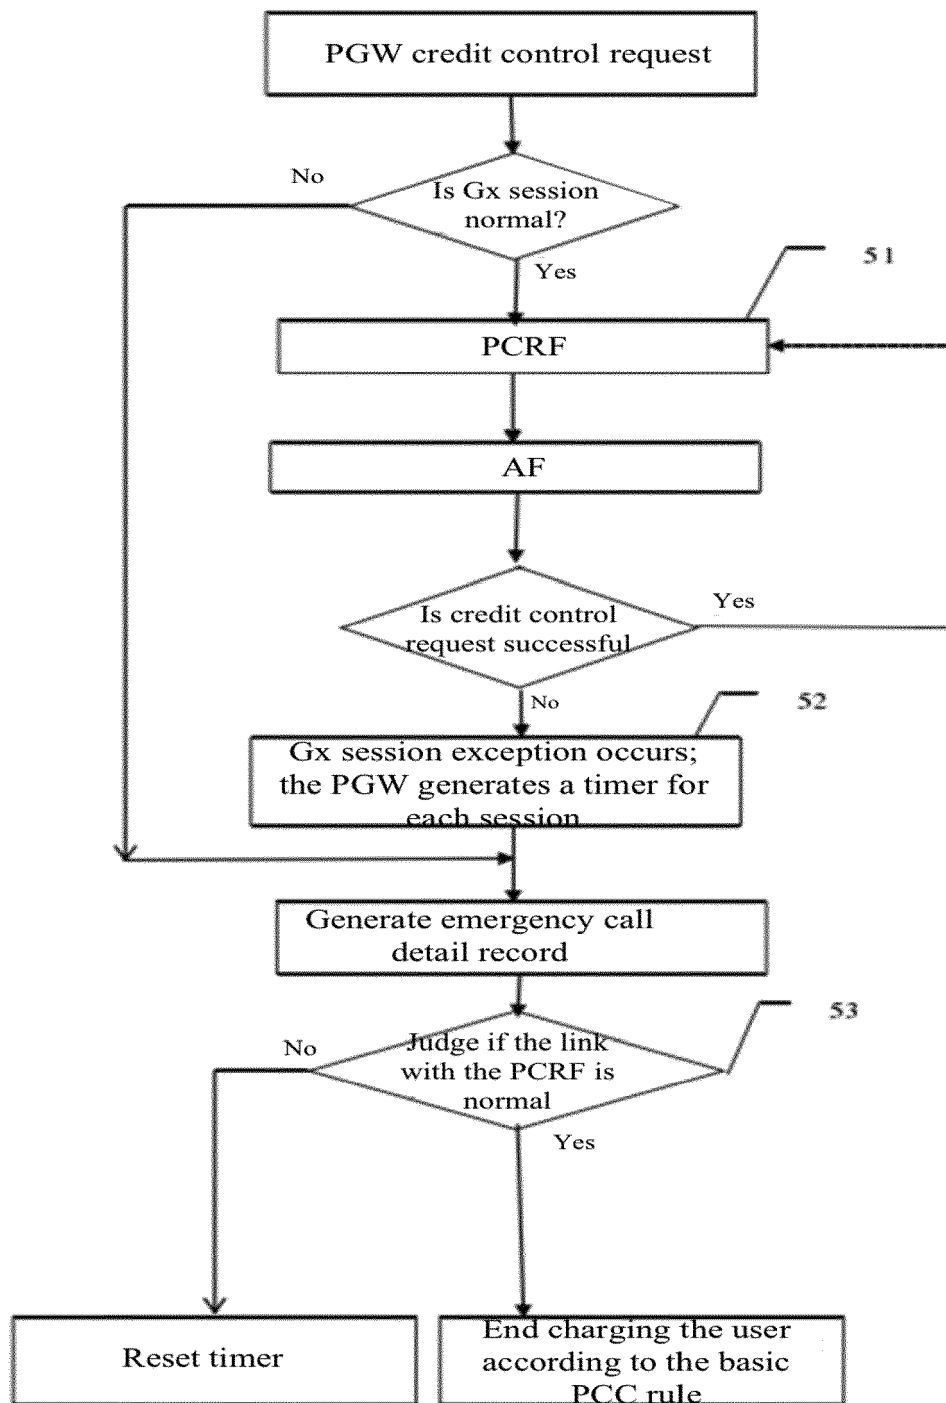 PGW credit control request
No
Is Gx session
normal?
Yes
51
PCRF
AF
Is credit control
request successful
Yes
No
52
Gx session exception occurs;
the PGW generates a timer for
each session
Generate emergency call
detail record
53
No
Judge if the link
with the PCRF is
normal
Yes
Reset timer
End charging the user
according to the basic
PCC rule